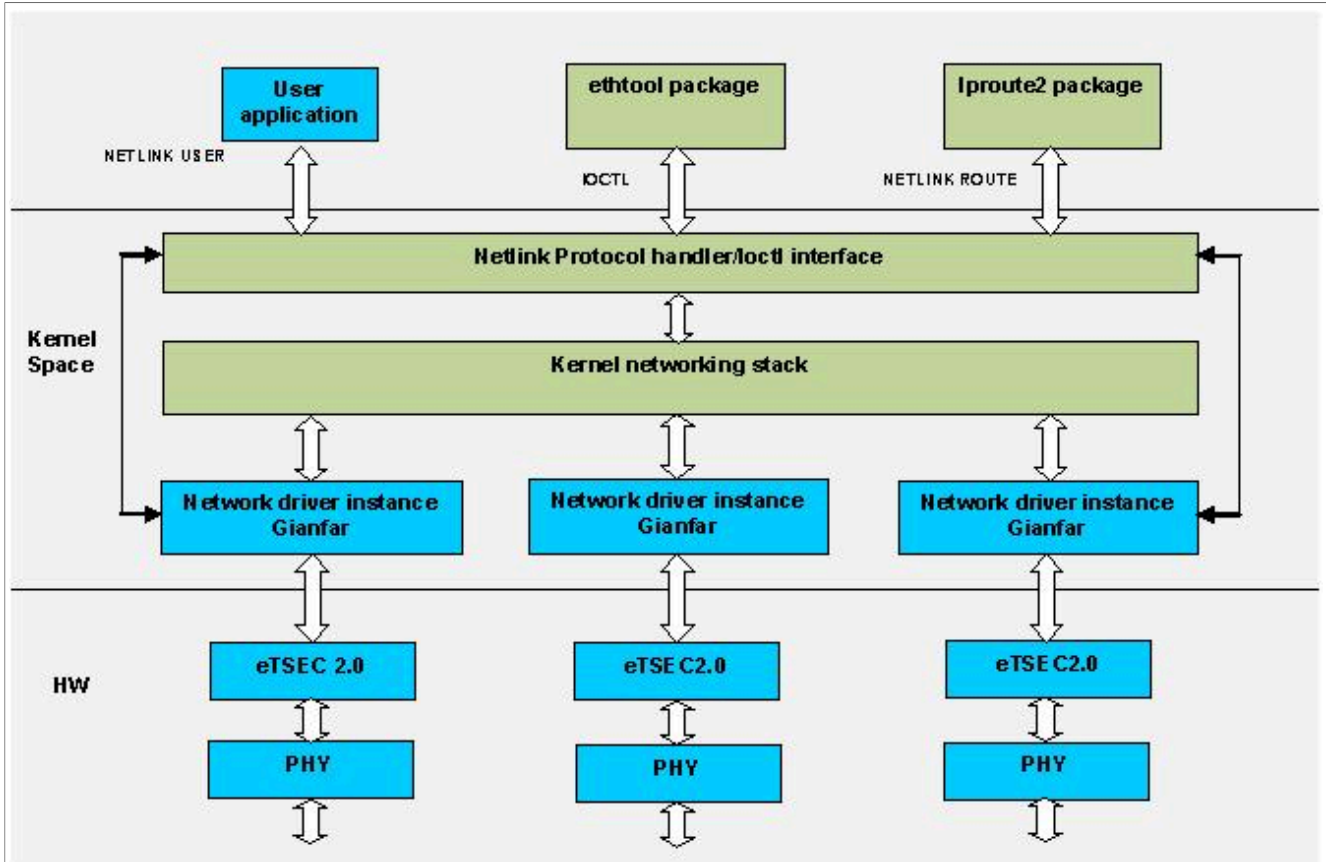 User
application
ethtool package
Iproute2 package
NETLINK USER
IOCTL
NETLINK ROUTE
Netlink Protocol handler/Ioctl interface
Kernel
Space
Kernel networking stack
Network driver instance
Gianfar
Network driver instance
Gianfar
Network driver instance
Gianfar
HW
eTSEC 2.0
eTSEC2.0
eTSEC2.0
PHY
PHY
PHY